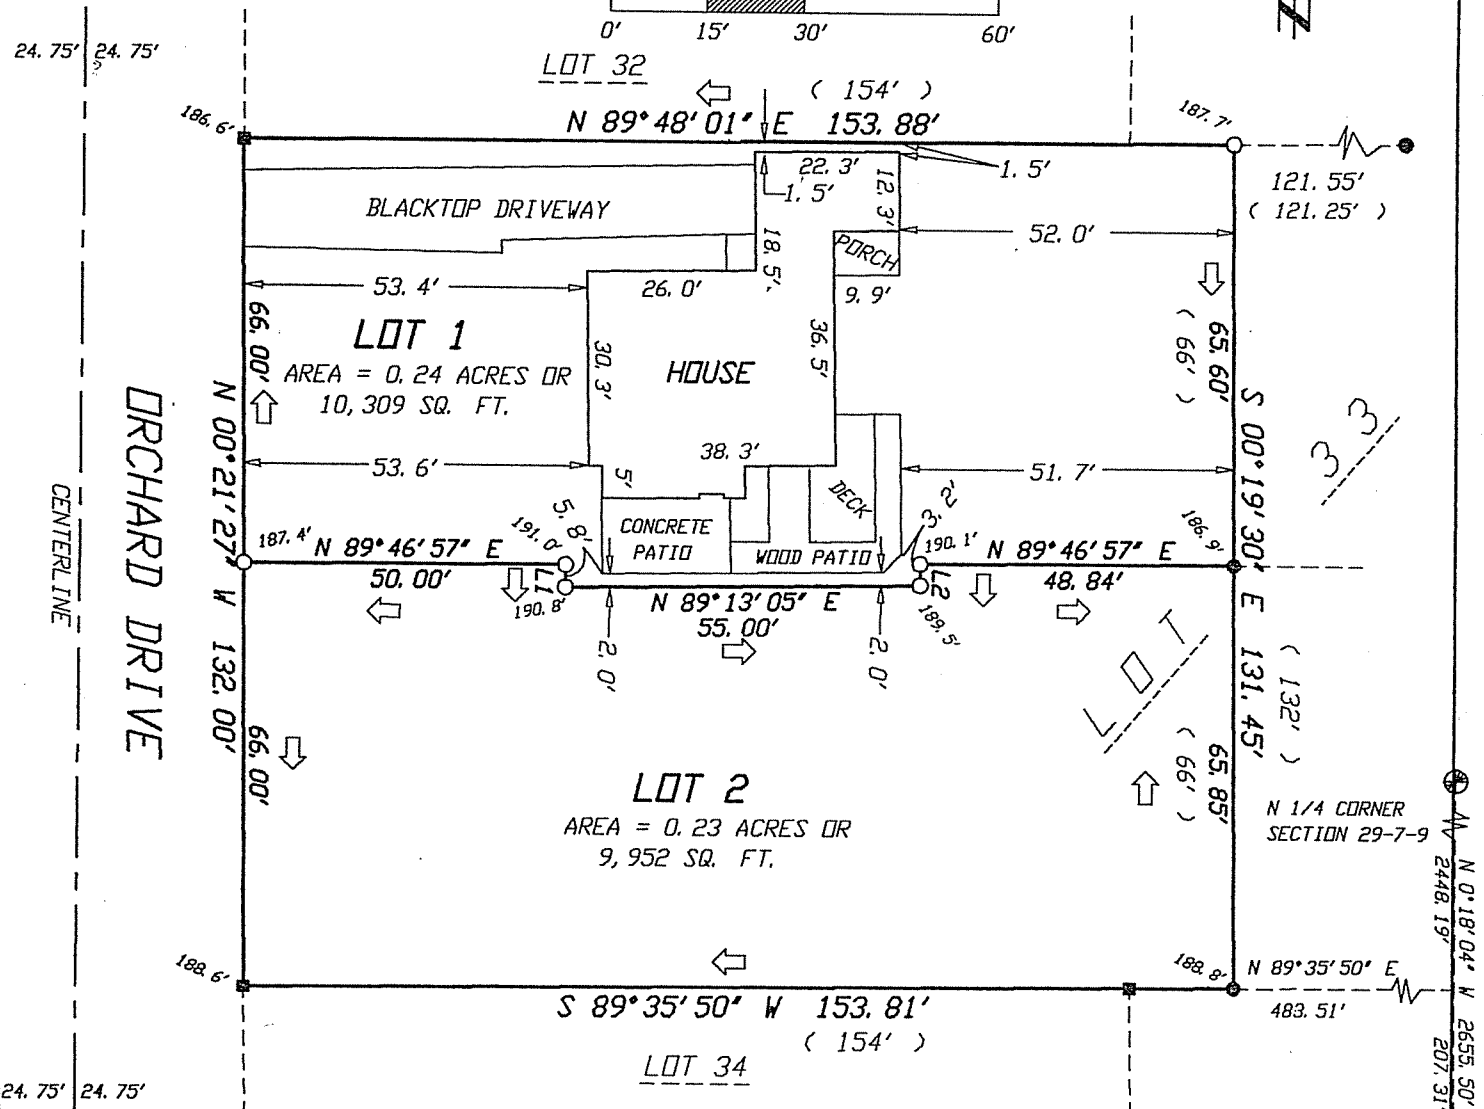 0' 15' 30' 60'
24.75' 24.75'
LOT 32
( 154' )
N 89°48'01" E 153.88'
186.6'
187.7'
121.55'
( 121.25' )
22.3'
1.5'
1.5'
12.3'
BLACKTOP DRIVEWAY
18.5'
PORCH
52.0'
53.4'
26.0'
9.9'
66.00'
LOT 1
AREA = 0.24 ACRES OR
10,309 SQ. FT.
30.3'
HOUSE
36.5'
65.60'
( 66' )
33
ORCHARD DRIVE
CENTERLINE
N 00°21'27" W 132.00'
S 00°19'30" E 131.45'
( 132' )
53.6'
38.3'
5'
51.7'
DECK
CONCRETE
PATIO
WOOD PATIO
5.8'
3.2'
187.4'
191.0'
190.1'
186.9'
N 89°46'57" E
50.00'
L1
190.8'
N 89°13'05" E
55.00'
L2
189.5'
N 89°46'57" E
48.84'
2.0'
2.0'
LOT
66.00'
LOT 2
AREA = 0.23 ACRES OR
9,952 SQ. FT.
65.85'
( 66' )
N 1/4 CORNER
SECTION 29-7-9
N 0°18'04" W 2655.50'
2448.19'
207.31'
188.6'
188.8'
N 89°35'50" E
483.51'
S 89°35'50" W 153.81'
( 154' )
LOT 34
24.75' 24.75'